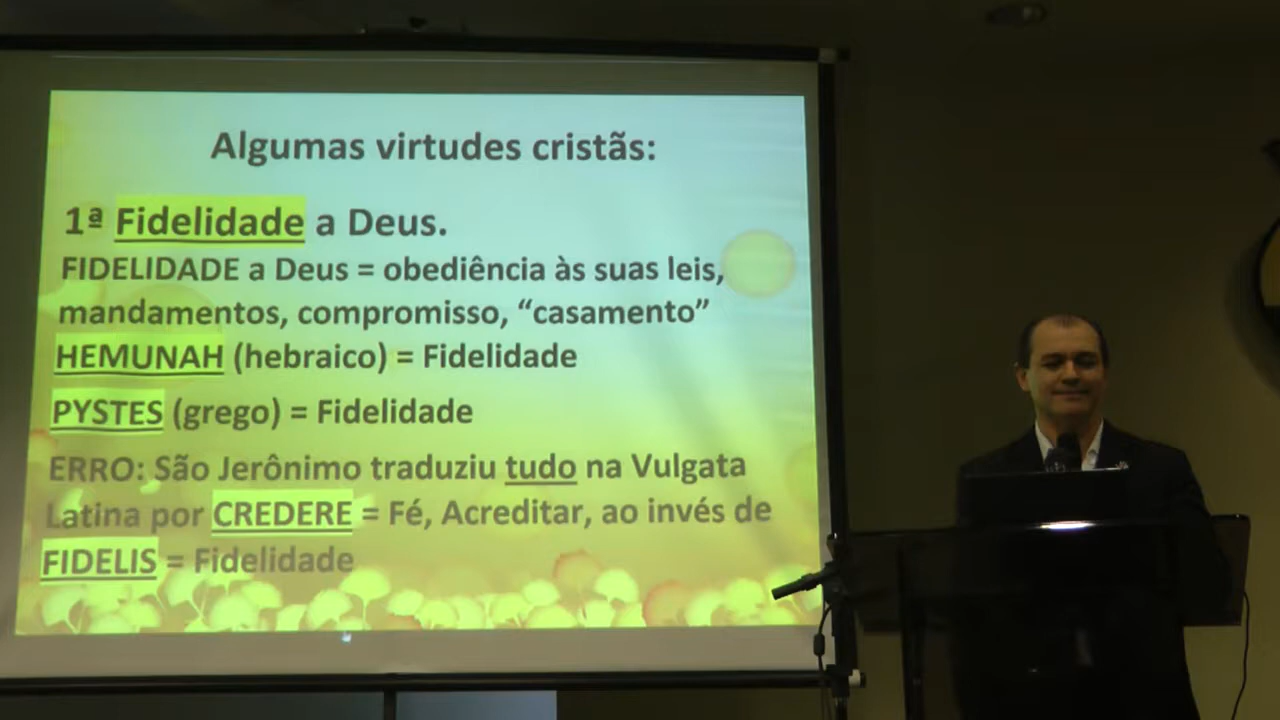 Algumas virtudes cristãs:
1ª Fidelidade a Deus.
FIDELIDADE a Deus = obediência às suas leis,
mandamentos, compromisso, “casamento”
HEMUNAH (hebraico) = Fidelidade
PYSTES (grego) = Fidelidade
ERRO: São Jerônimo traduziu tudo na Vulgata
Latina por CREDERE = Fé, Acreditar, ao invés de
FIDELIS = Fidelidade